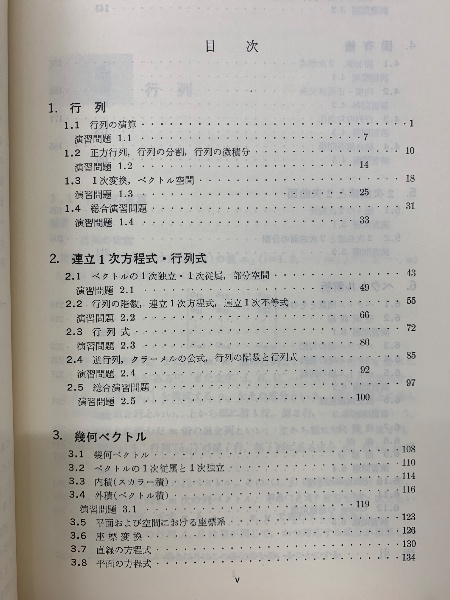 目 次
1. 行 列
1.1 行列の演算 1
演習問題 1.1 7
1.2 正方行列，行列の分割，行列の微積分 10
演習問題 1.2 14
1.3 1次変換，ベクトル空間 18
演習問題 1.3 25
1.4 総合演習問題 31
演習問題 1.4 33
2. 連立1次方程式・行列式
2.1 ベクトルの1次独立・1次従属，部分空間 43
演習問題 2.1 49
2.2 行列の階数，連立1次方程式，連立1次不等式 55
演習問題 2.2 66
2.3 行 列 式 72
演習問題 2.3 80
2.4 逆行列，クラーメルの公式，行列の階数と行列式 85
演習問題 2.4 92
2.5 総合演習問題 97
演習問題 2.5 100
3. 幾何ベクトル
3.1 幾何ベクトル 108
3.2 ベクトルの1次従属と1次独立 110
3.3 内積(スカラー積) 114
3.4 外積(ベクトル積) 116
演習問題 3.1 119
3.5 平面および空間における座標系 123
3.6 座 標 変 換 126
3.7 直線の方程式 130
3.8 平面の方程式 134
v